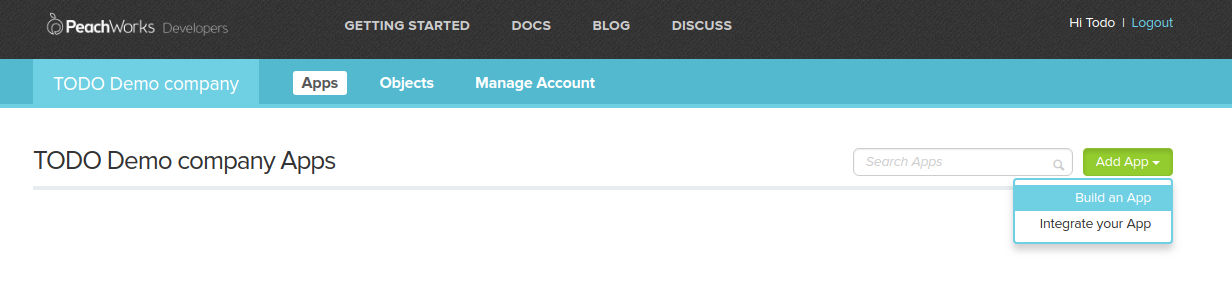 PeachWorks Developers GETTING STARTED DOCS BLOG DISCUSS Hi Todo | Logout
TODO Demo company Apps Objects Manage Account
TODO Demo company Apps Search Apps Add App
Build an App
Integrate your App